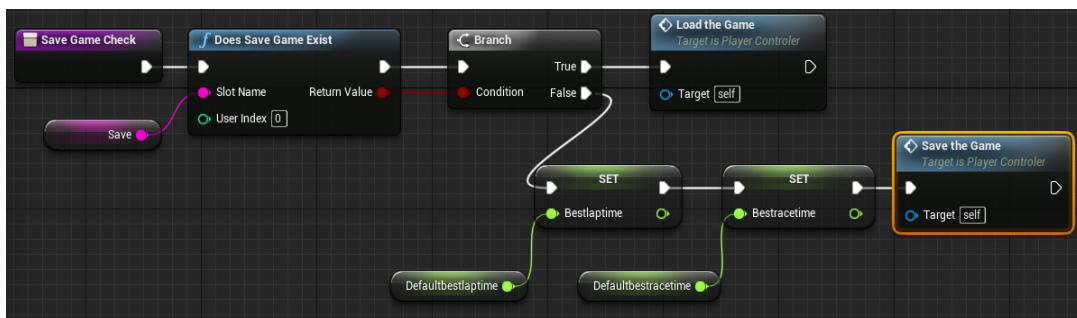 Save Game Check
f Does Save Game Exist
Slot Name Return Value
User Index 0
Save
Branch
True
Condition False
Load the Game
Target is Player Controler
Target self
SET
Bestlaptime
SET
Bestracetime
Save the Game
Target is Player Controler
Target self
Defaultbestlaptime
Defaultbestracetime